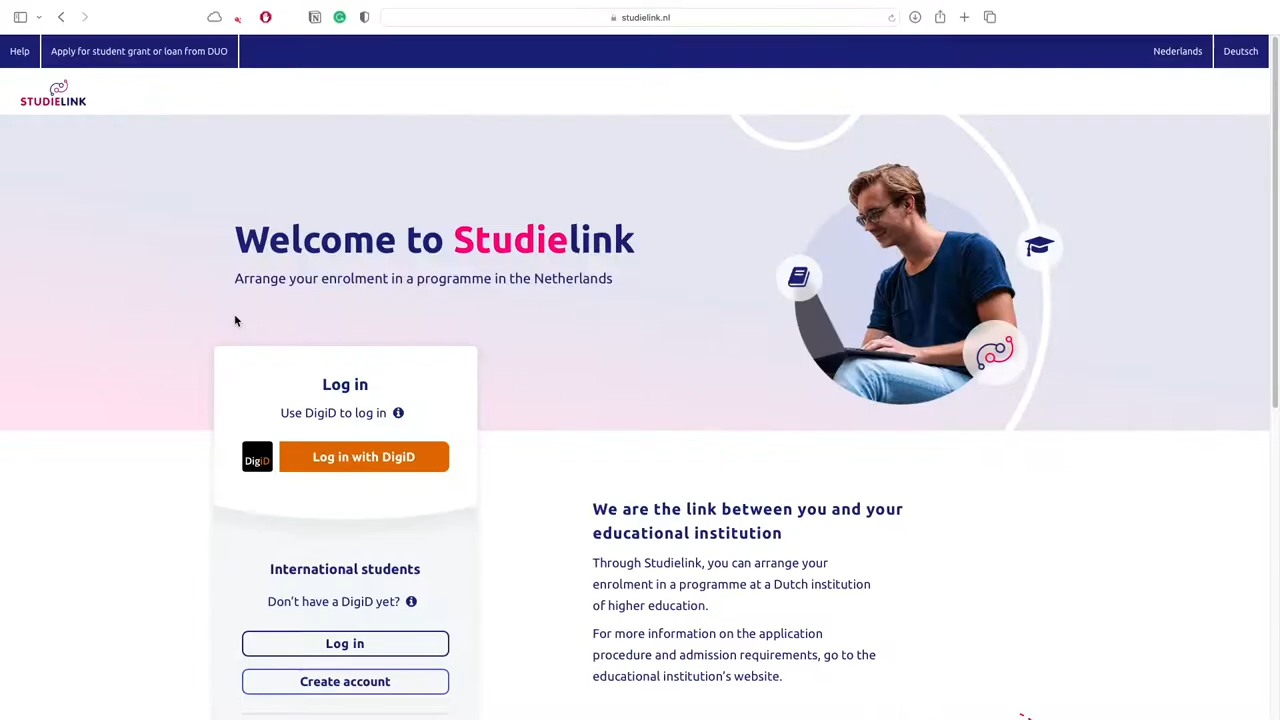 studielink.nl
Help
Apply for student grant or loan from DUO
Nederlands
Deutsch
STUDIELINK
Welcome to Studielink
Arrange your enrolment in a programme in the Netherlands
Log in
Use DigiD to log in
DigiD
Log in with DigiD
International students
Don't have a DigiD yet?
Log in
Create account
We are the link between you and your
educational institution
Through Studielink, you can arrange your
enrolment in a programme at a Dutch institution
of higher education.
For more information on the application
procedure and admission requirements, go to the
educational institution's website.